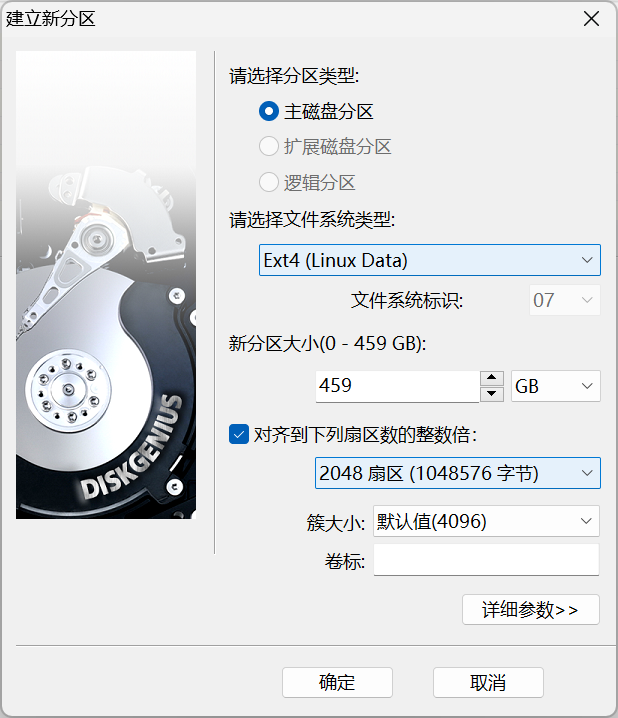 建立新分区
请选择分区类型:
主磁盘分区
扩展磁盘分区
逻辑分区
请选择文件系统类型:
Ext4 (Linux Data)
文件系统标识: 07
新分区大小(0 - 459 GB):
459 GB
对齐到下列扇区数的整数倍:
2048 扇区 (1048576 字节)
簇大小: 默认值(4096)
卷标:
详细参数>>
确定 取消
DISKGENIUS